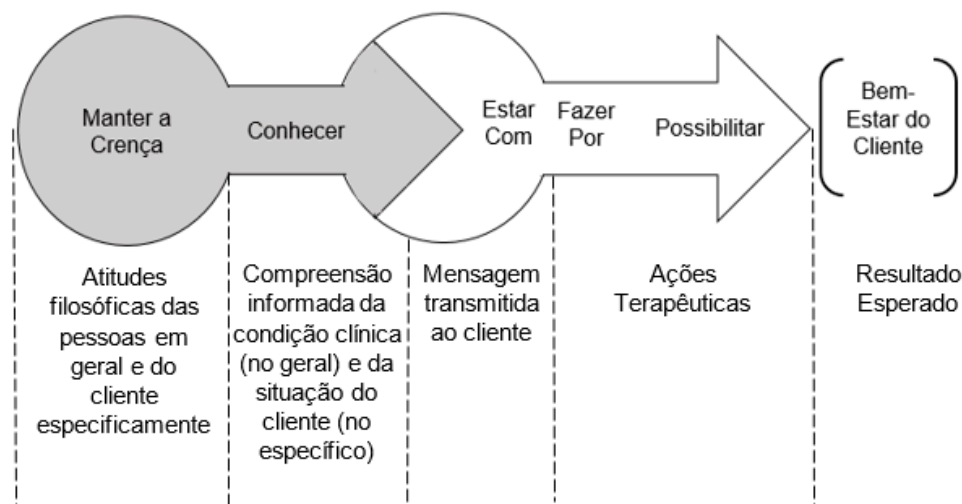 Manter a
Crença
Conhecer
Estar
Com
Fazer
Por
Possibilitar
Bem-
Estar do
Cliente
Atitudes
filosóficas das
pessoas em
geral e do
cliente
especificamente
Compreensão
informada da
condição clínica
(no geral) e da
situação do
cliente (no
específico)
Mensagem
transmitida
ao cliente
Ações
Terapêuticas
Resultado
Esperado